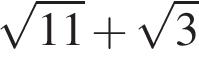 √11 + √3